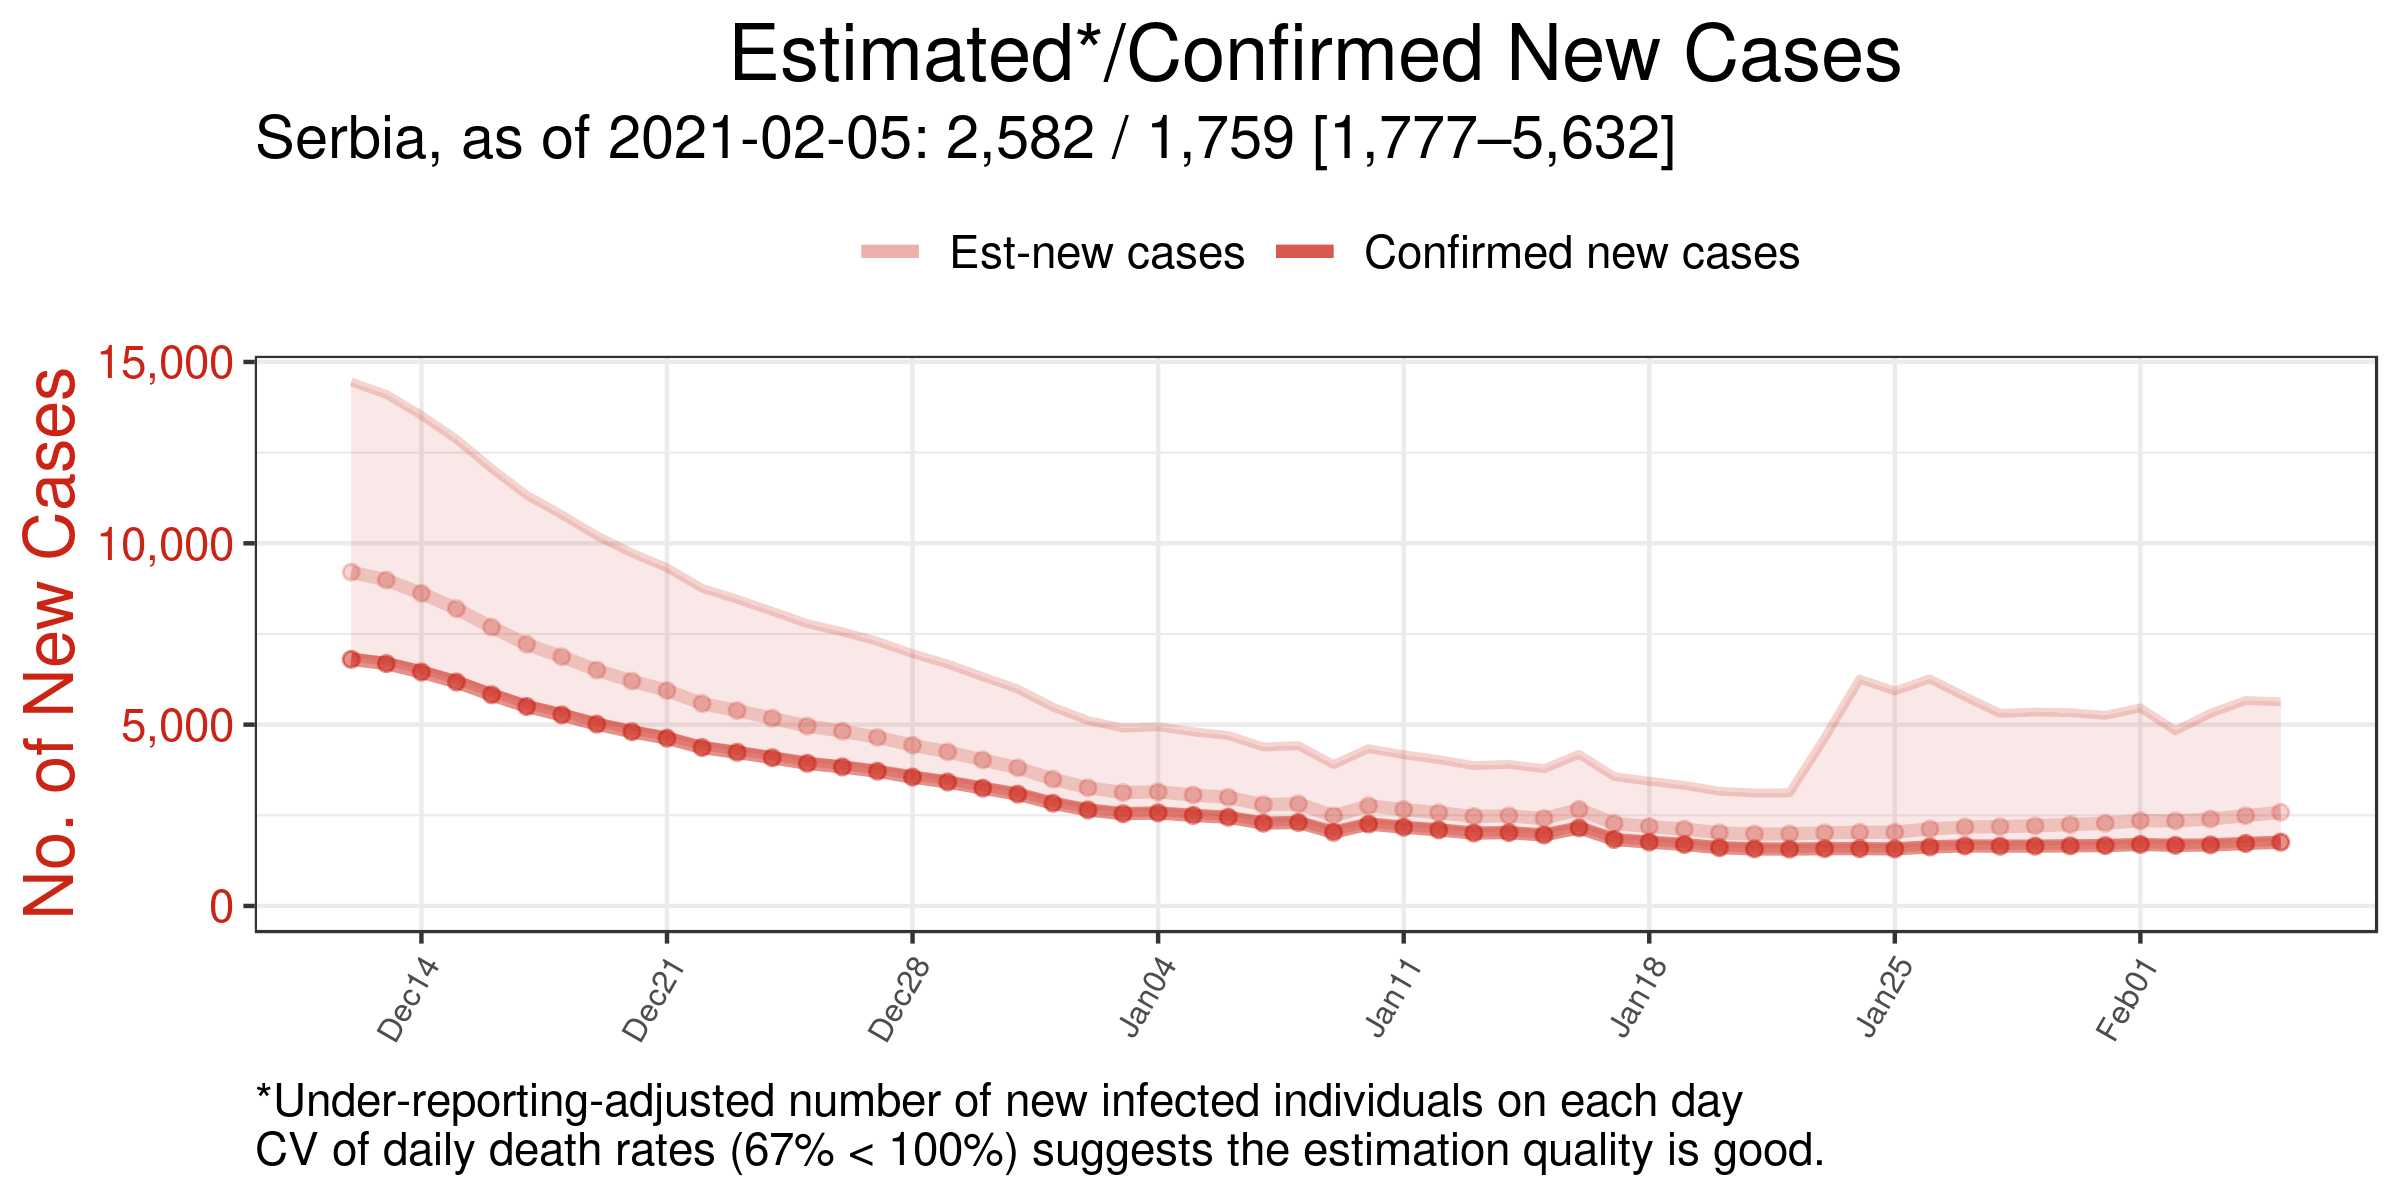 Estimated*/Confirmed New Cases
Serbia, as of 2021-02-05: 2,582 / 1,759 [1,777–5,632]
Est-new cases
Confirmed new cases
No. of New Cases
15,000
10,000
5,000
0
Dec14
Dec21
Dec28
Jan04
Jan11
Jan18
Jan25
Feb01
*Under-reporting-adjusted number of new infected individuals on each day
CV of daily death rates (67% < 100%) suggests the estimation quality is good.